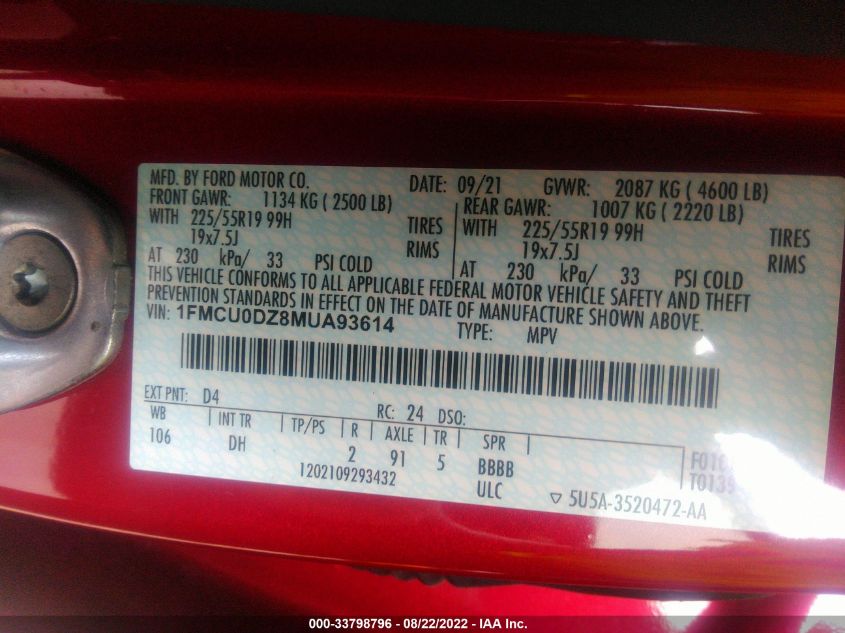 MFD. BY FORD MOTOR CO. DATE: 09/21 GVWR: 2087 KG ( 4600 LB)
FRONT GAWR: 1134 KG ( 2500 LB) REAR GAWR: 1007 KG ( 2220 LB)
WITH 225/55R19 99H TIRES WITH 225/55R19 99H TIRES
19x7.5J RIMS 19x7.5J RIMS
AT 230 kPa/ 33 PSI COLD AT 230 kPa/ 33 PSI COLD
THIS VEHICLE CONFORMS TO ALL APPLICABLE FEDERAL MOTOR VEHICLE SAFETY AND THEFT
PREVENTION STANDARDS IN EFFECT ON THE DATE OF MANUFACTURE SHOWN ABOVE.
VIN: 1FMCU0DZ8MUA93614 TYPE: MPV
EXT PNT: D4 RC: 24 DSO:
WB INT TR TP/PS R AXLE TR SPR
106 DH 2 91 5 BBBB
1202109293432 ULC ▽ 5U5A-3520472-AA
000-33798796 - 08/22/2022 - IAA Inc.